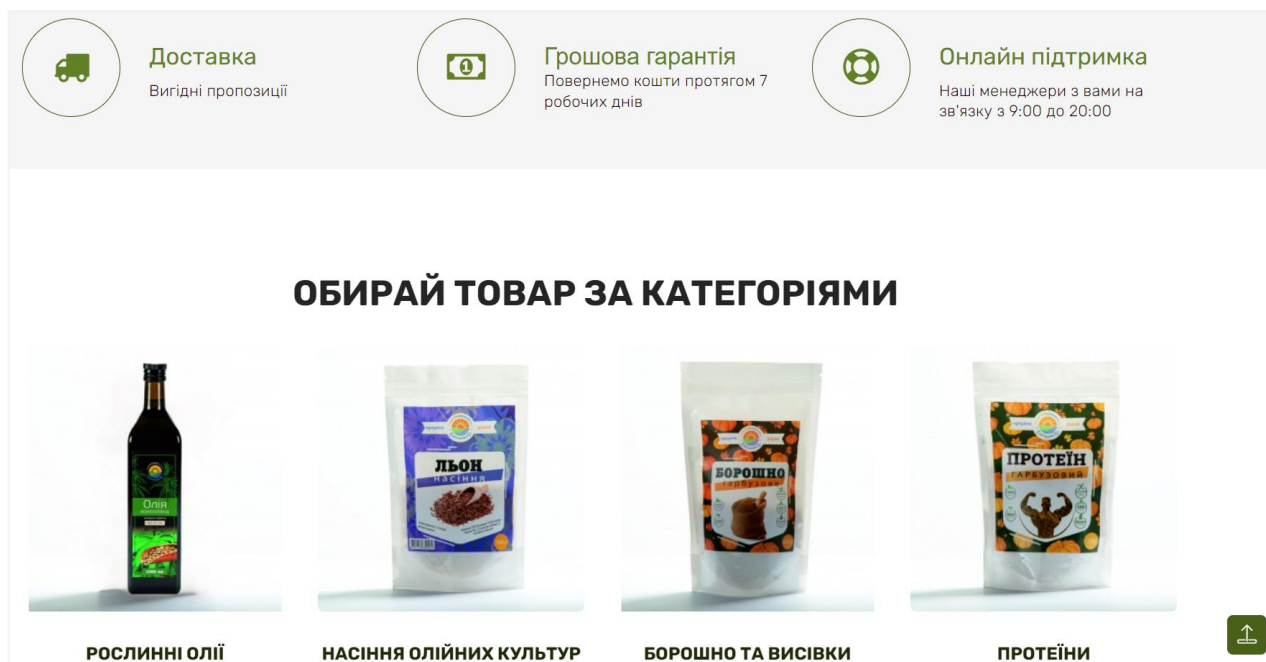 Доставка
Вигідні пропозиції
Грошова гарантія
Повернемо кошти протягом 7
робочих днів
Онлайн підтримка
Наші менеджери з вами на
зв'язку з 9:00 до 20:00
ОБИРАЙ ТОВАР ЗА КАТЕГОРІЯМИ
Олія
ЛЬОН
насіння
БОРОШНО
гарбузове
ПРОТЕЇН
ГАРБУЗОВИЙ
РОСЛИННІ ОЛІЇ
НАСІННЯ ОЛІЙНИХ КУЛЬТУР
БОРОШНО ТА ВИСІВКИ
ПРОТЕЇНИ